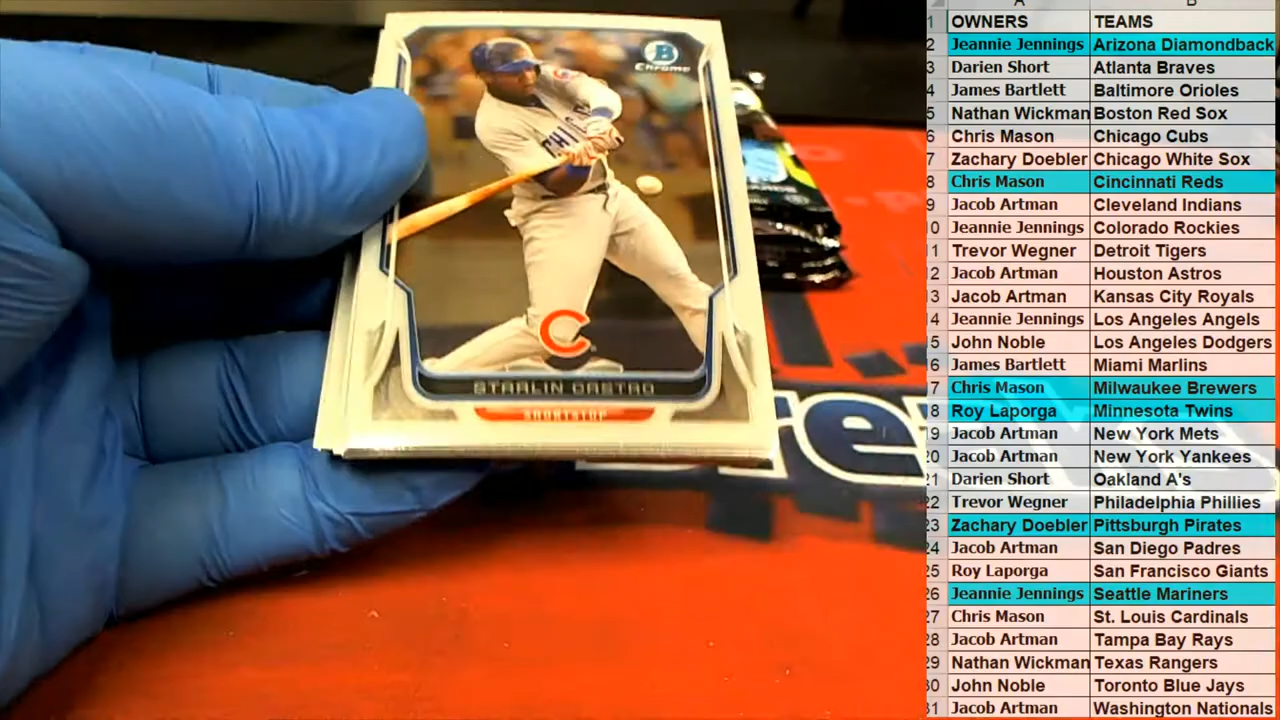 B
Chrome
CHIC
C
STARLIN CASTRO
SHORTSTOP
re
A B
1 OWNERS TEAMS
2 Jeannie Jennings Arizona Diamondback
3 Darien Short Atlanta Braves
4 James Bartlett Baltimore Orioles
5 Nathan Wickman Boston Red Sox
6 Chris Mason Chicago Cubs
7 Zachary Doebler Chicago White Sox
8 Chris Mason Cincinnati Reds
9 Jacob Artman Cleveland Indians
10 Jeannie Jennings Colorado Rockies
11 Trevor Wegner Detroit Tigers
12 Jacob Artman Houston Astros
13 Jacob Artman Kansas City Royals
14 Jeannie Jennings Los Angeles Angels
15 John Noble Los Angeles Dodgers
16 James Bartlett Miami Marlins
17 Chris Mason Milwaukee Brewers
18 Roy Laporga Minnesota Twins
19 Jacob Artman New York Mets
20 Jacob Artman New York Yankees
21 Darien Short Oakland A's
22 Trevor Wegner Philadelphia Phillies
23 Zachary Doebler Pittsburgh Pirates
24 Jacob Artman San Diego Padres
25 Roy Laporga San Francisco Giants
26 Jeannie Jennings Seattle Mariners
27 Chris Mason St. Louis Cardinals
28 Jacob Artman Tampa Bay Rays
29 Nathan Wickman Texas Rangers
30 John Noble Toronto Blue Jays
31 Jacob Artman Washington Nationals